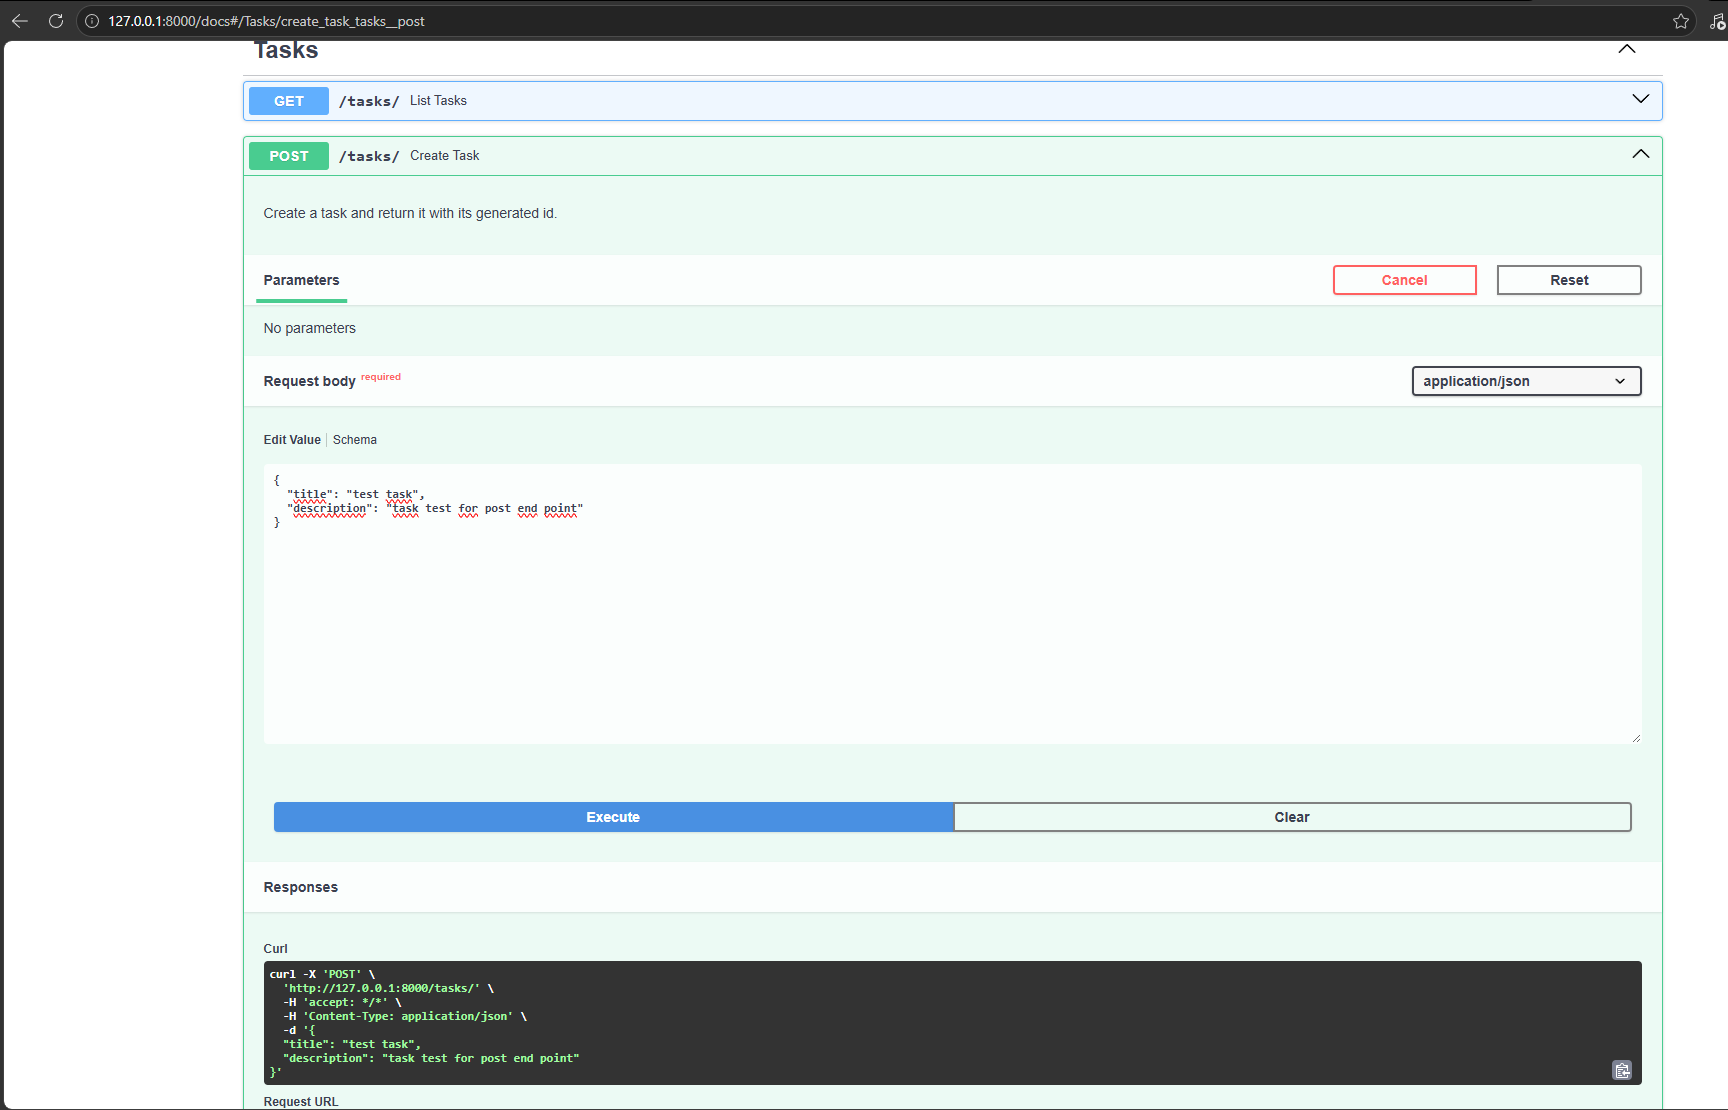 127.0.0.1:8000/docs#/Tasks/create_task_tasks__post
Tasks
GET /tasks/ List Tasks
POST /tasks/ Create Task
Create a task and return it with its generated id.
Parameters
Cancel
Reset
No parameters
Request body required
application/json
Edit Value | Schema
{
  "title": "test task",
  "description": "task test for post end point"
}
Execute
Clear
Responses
Curl
curl -X 'POST' \
  'http://127.0.0.1:8000/tasks/' \
  -H 'accept: */*' \
  -H 'Content-Type: application/json' \
  -d '{
  "title": "test task",
  "description": "task test for post end point"
}'
Request URL